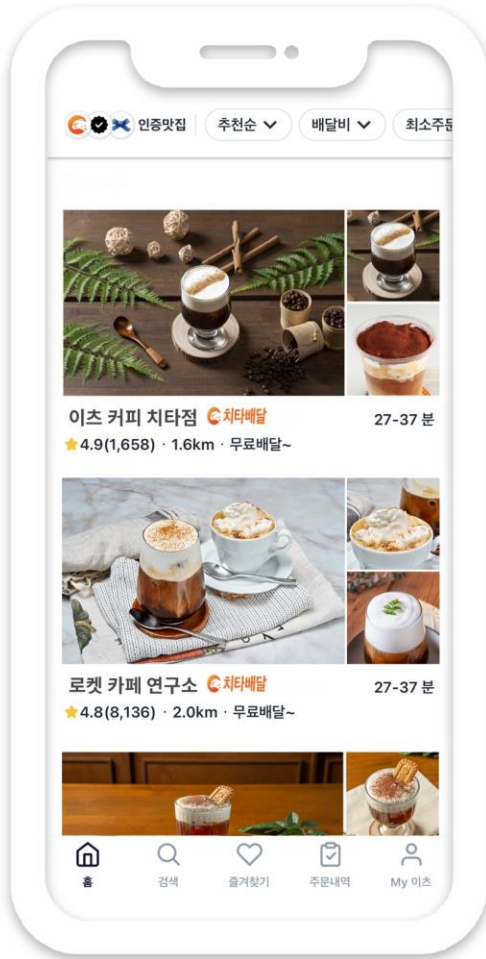 인증맛집 추천순 배달비 최소주문
이츠 커피 치타점 치타배달 27-37 분
4.9(1,658) · 1.6km · 무료배달~
로켓 카페 연구소 치타배달 27-37 분
4.8(8,136) · 2.0km · 무료배달~
홈 검색 즐겨찾기 주문내역 My 이츠